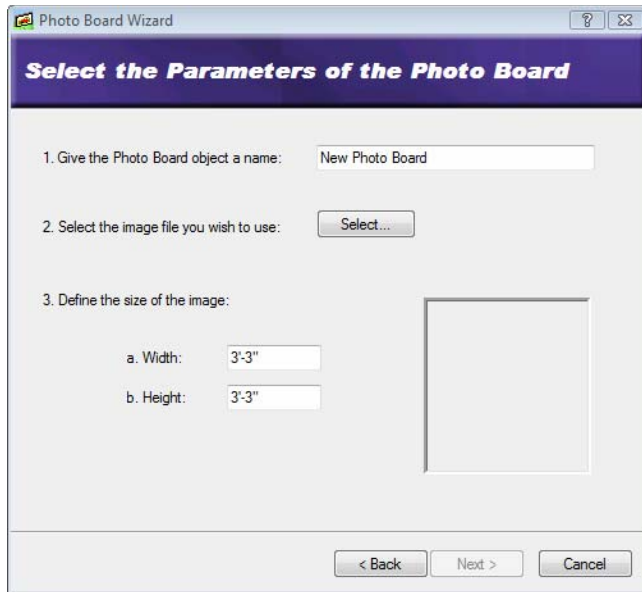 Photo Board Wizard
Select the Parameters of the Photo Board
1. Give the Photo Board object a name: New Photo Board
2. Select the image file you wish to use: Select...
3. Define the size of the image:
a. Width: 3'-3"
b. Height: 3'-3"
< Back Next > Cancel